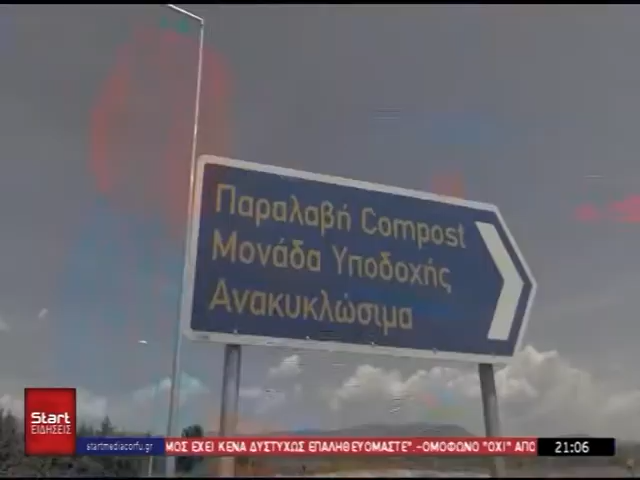 Παραλαβή Compost
Μονάδα Υποδοχής
Ανακυκλώσιμα
Start
ΕΙΔΗΣΕΙΣ
startmediacorfu.gr
ΜΟΣ ΕΧΕΙ ΚΕΝΑ ΔΥΣΤΥΧΩΣ ΕΠΑΛΗΘΕΥΟΜΑΣΤΕ".-ΟΜΟΦΩΝΟ "ΟΧΙ" ΑΠΟ
21:06